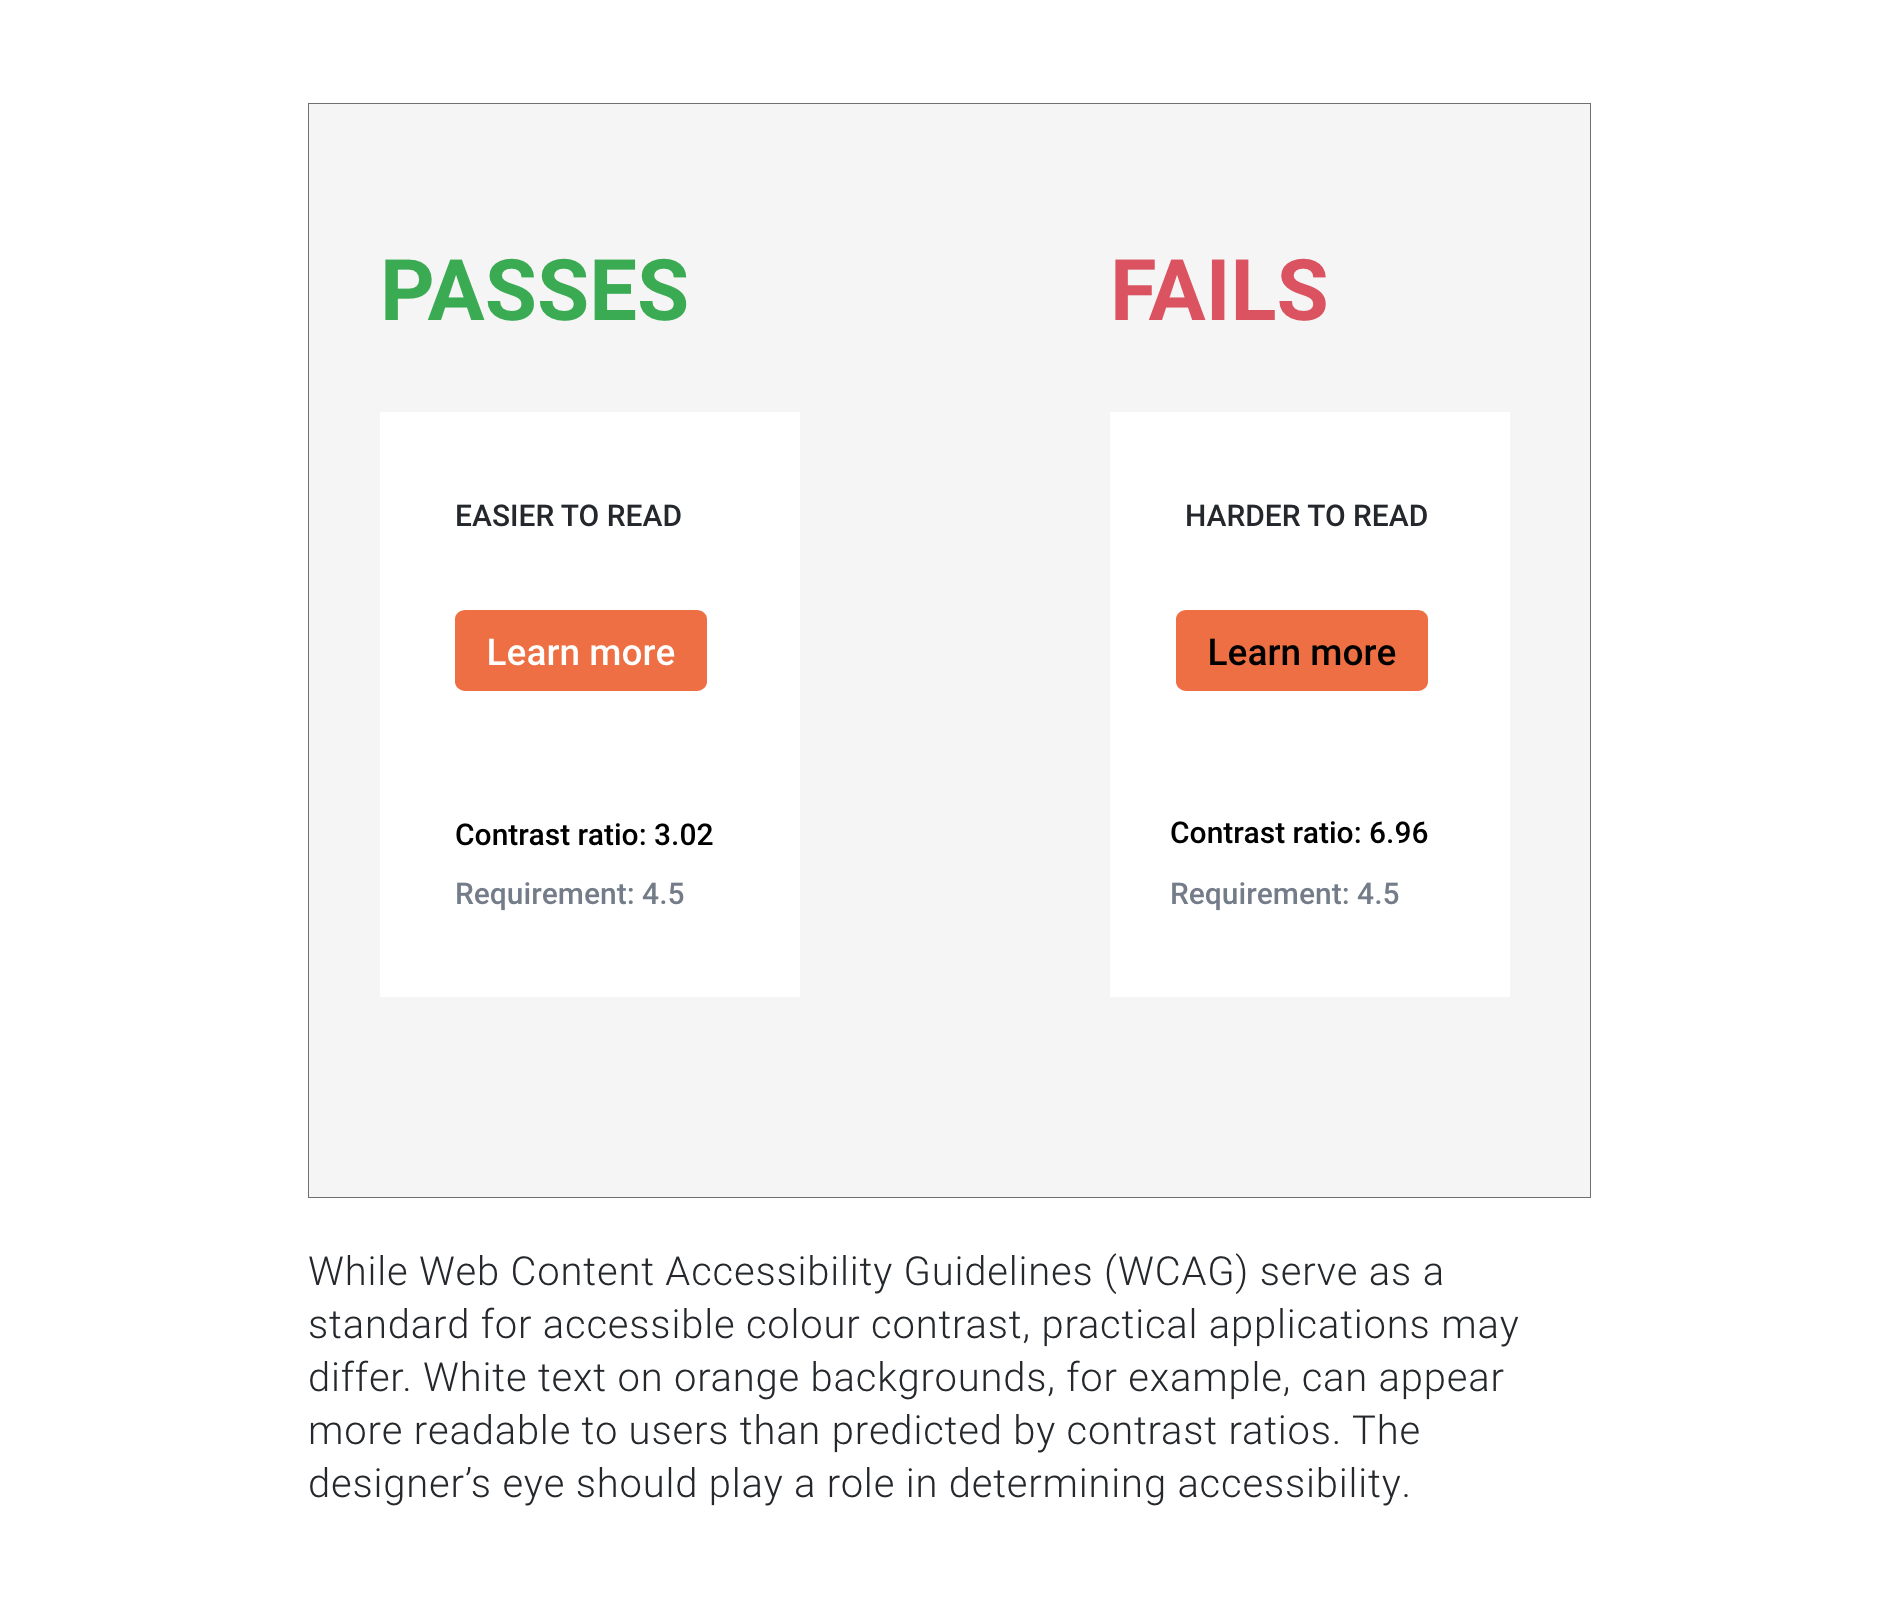 PASSES
EASIER TO READ
Learn more
Contrast ratio: 3.02
Requirement: 4.5
FAILS
HARDER TO READ
Learn more
Contrast ratio: 6.96
Requirement: 4.5
While Web Content Accessibility Guidelines (WCAG) serve as a
standard for accessible colour contrast, practical applications may
differ. White text on orange backgrounds, for example, can appear
more readable to users than predicted by contrast ratios. The
designer’s eye should play a role in determining accessibility.